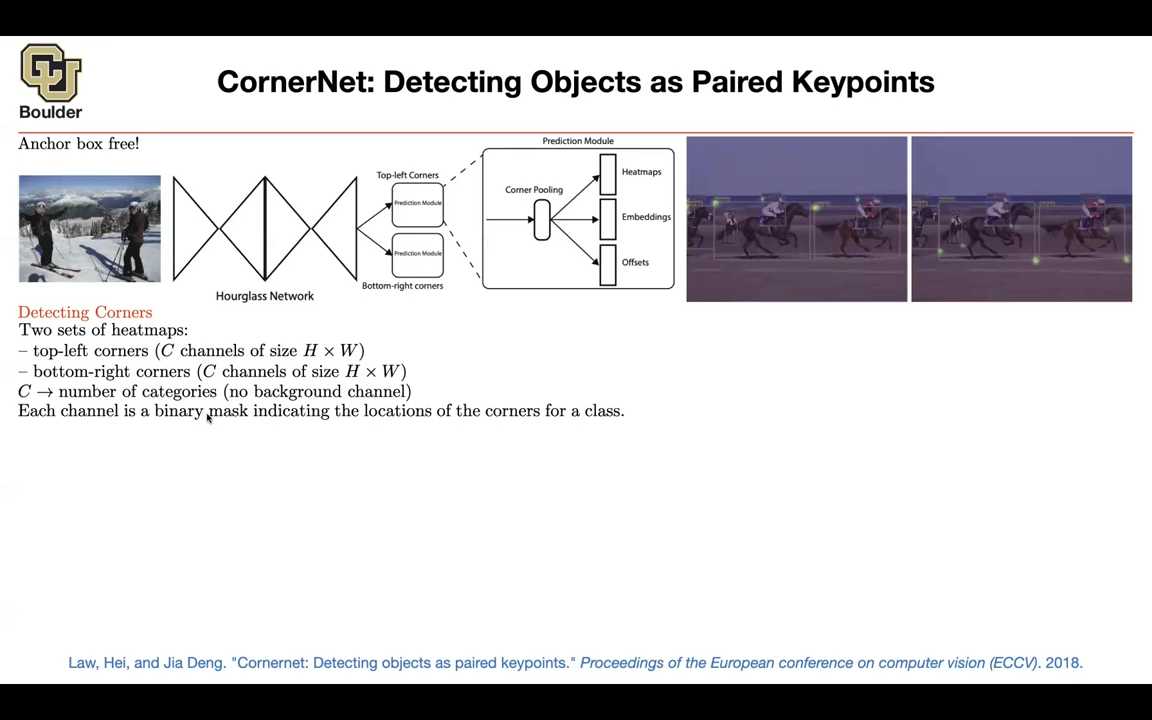 CU
Boulder
CornerNet: Detecting Objects as Paired Keypoints
Anchor box free!
Hourglass Network
Top-left Corners
Prediction Module
Prediction Module
Bottom-right corners
Prediction Module
Corner Pooling
Heatmaps
Embeddings
Offsets
Detecting Corners
Two sets of heatmaps:
– top-left corners (C channels of size H × W)
– bottom-right corners (C channels of size H × W)
C → number of categories (no background channel)
Each channel is a binary mask indicating the locations of the corners for a class.
Law, Hei, and Jia Deng. "Cornernet: Detecting objects as paired keypoints." Proceedings of the European conference on computer vision (ECCV). 2018.